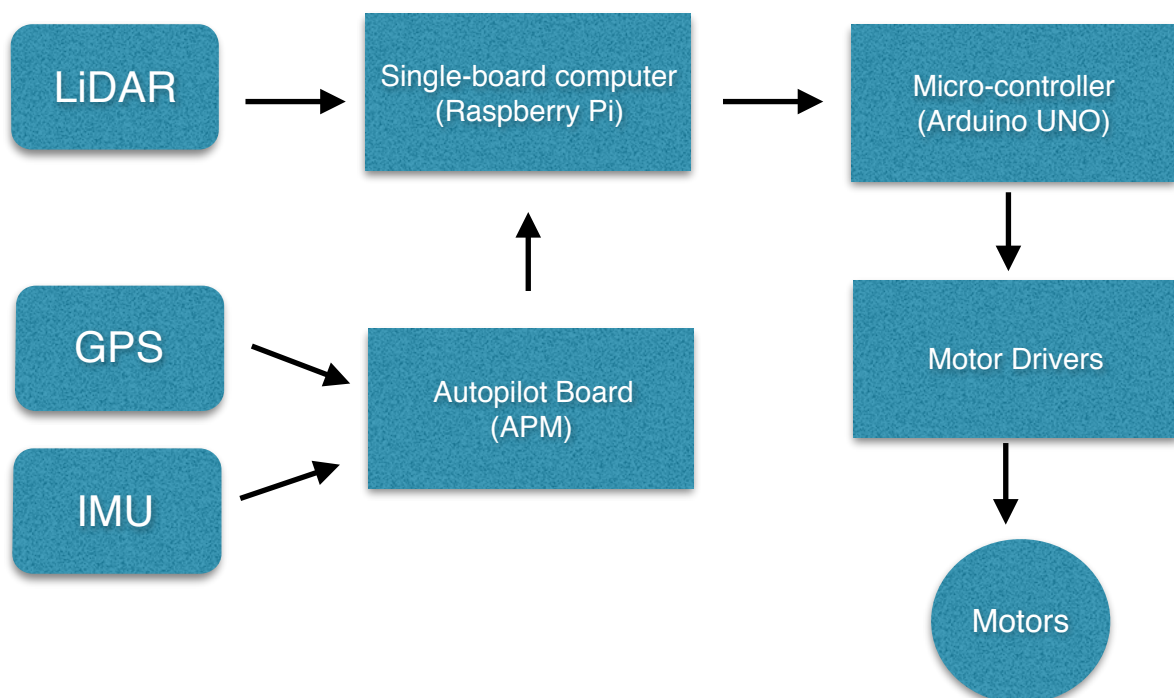 LiDAR
Single-board computer
(Raspberry Pi)
Micro-controller
(Arduino UNO)
GPS
IMU
Autopilot Board
(APM)
Motor Drivers
Motors